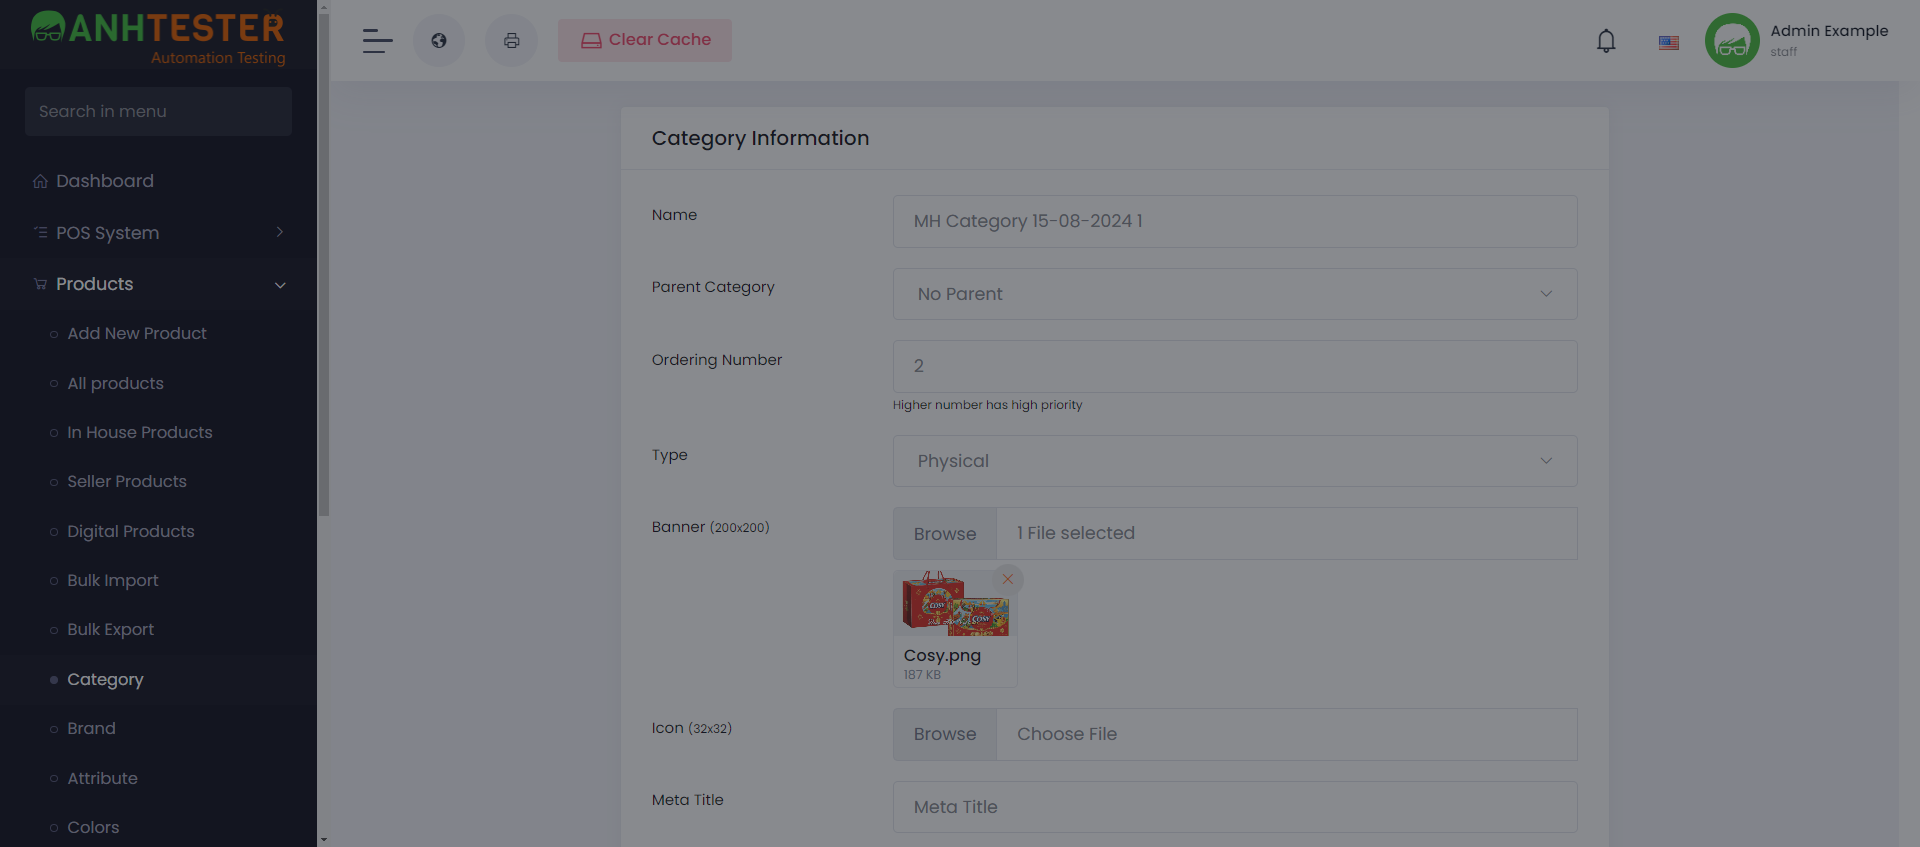 ANHTESTER
Automation Testing
Search in menu
Dashboard
POS System
Products
Add New Product
All products
In House Products
Seller Products
Digital Products
Bulk Import
Bulk Export
Category
Brand
Attribute
Colors
Clear Cache
Admin Example
staff
Category Information
Name
MH Category 15-08-2024 1
Parent Category
No Parent
Ordering Number
2
Higher number has high priority
Type
Physical
Banner (200x200)
Browse
1 File selected
COSY
COSY
Cosy.png
187 KB
Icon (32x32)
Browse
Choose File
Meta Title
Meta Title